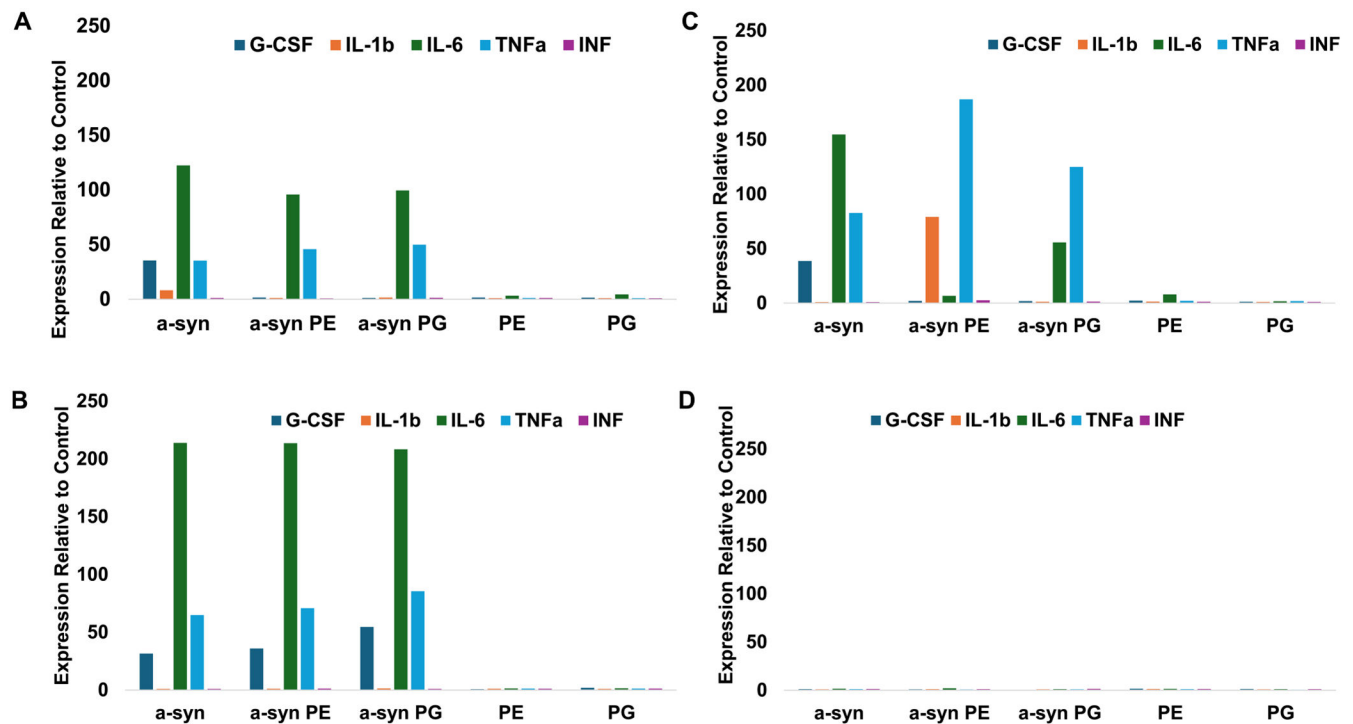 A
Expression Relative to Control
250
200
150
100
50
0
G-CSF IL-1b IL-6 TNFa INF
a-syn a-syn PE a-syn PG PE PG
C
Expression Relative to Control
250
200
150
100
50
0
G-CSF IL-1b IL-6 TNFa INF
a-syn a-syn PE a-syn PG PE PG
B
Expression Relative to Control
250
200
150
100
50
0
G-CSF IL-1b IL-6 TNFa INF
a-syn a-syn PE a-syn PG PE PG
D
Expression Relative to Control
250
200
150
100
50
0
G-CSF IL-1b IL-6 TNFa INF
a-syn a-syn PE a-syn PG PE PG